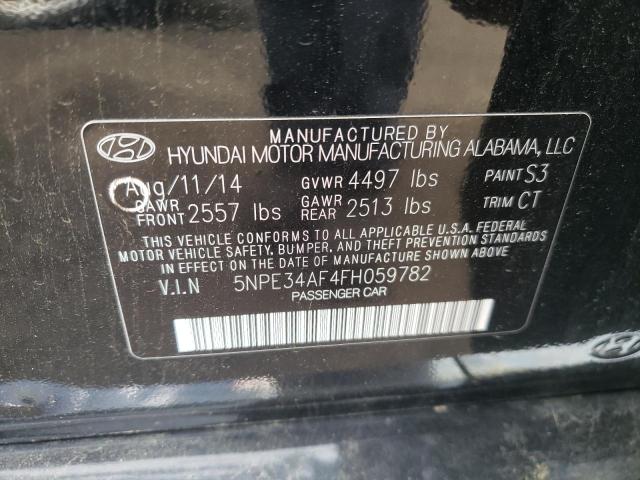 MANUFACTURED BY
HYUNDAI MOTOR MANUFACTURING ALABAMA, LLC
Aug/11/14 GVWR 4497 lbs PAINT S3
GAWR FRONT 2557 lbs GAWR REAR 2513 lbs TRIM CT
THIS VEHICLE CONFORMS TO ALL APPLICABLE U.S.A. FEDERAL
MOTOR VEHICLE SAFETY, BUMPER, AND THEFT PREVENTION STANDARDS
IN EFFECT ON THE DATE OF MANUFACTURE SHOWN ABOVE
V.I.N 5NPE34AF4FH059782
PASSENGER CAR